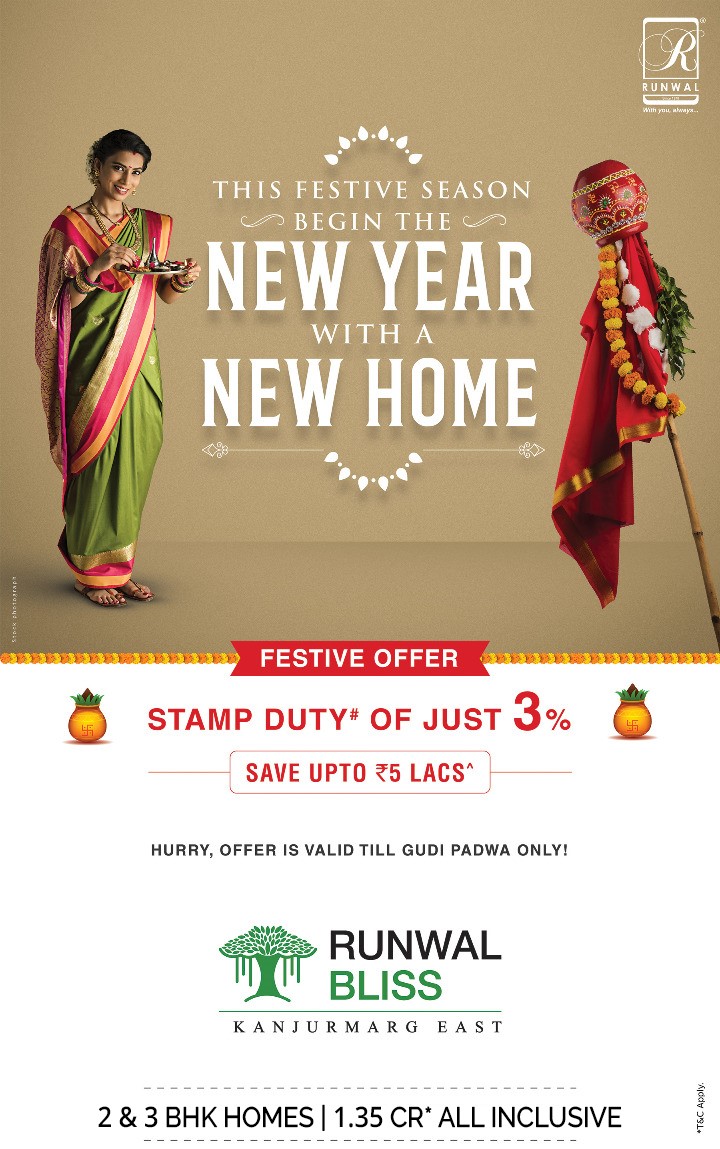 R®
RUNWAL
With you, always...
THIS FESTIVE SEASON
BEGIN THE
NEW YEAR
WITH A
NEW HOME
Stock photograph
FESTIVE OFFER
STAMP DUTY# OF JUST 3%
SAVE UPTO ₹5 LACS^
HURRY, OFFER IS VALID TILL GUDI PADWA ONLY!
RUNWAL
BLISS
KANJURMARG EAST
2 & 3 BHK HOMES | 1.35 CR* ALL INCLUSIVE
*T&C Apply.